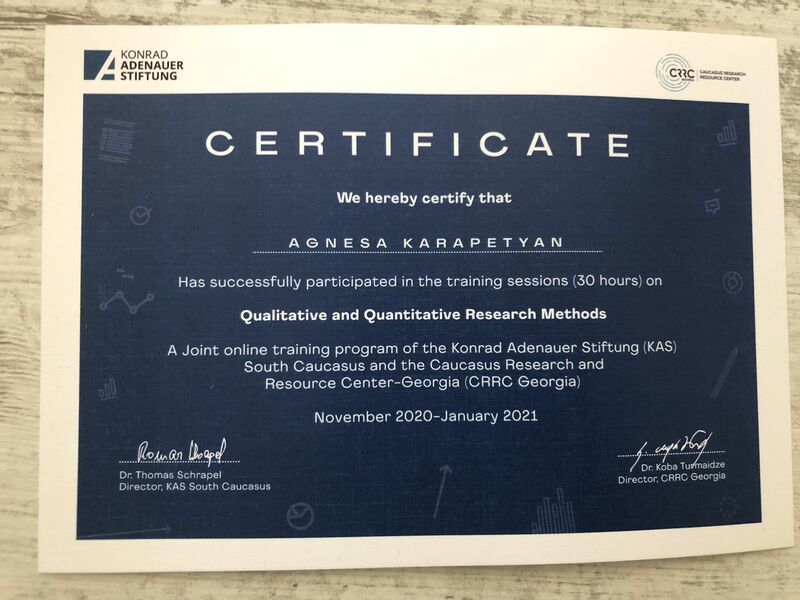 KONRAD
ADENAUER
STIFTUNG
CRRC
GEORGIA
CAUCASUS RESEARCH
RESOURCE CENTER
CERTIFICATE
We hereby certify that
AGNESA KARAPETYAN
Has successfully participated in the training sessions (30 hours) on
Qualitative and Quantitative Research Methods
A Joint online training program of the Konrad Adenauer Stiftung (KAS)
South Caucasus and the Caucasus Research and
Resource Center-Georgia (CRRC Georgia)
November 2020-January 2021
Dr. Thomas Schrapel
Director, KAS South Caucasus
Dr. Koba Turmaidze
Director, CRRC Georgia